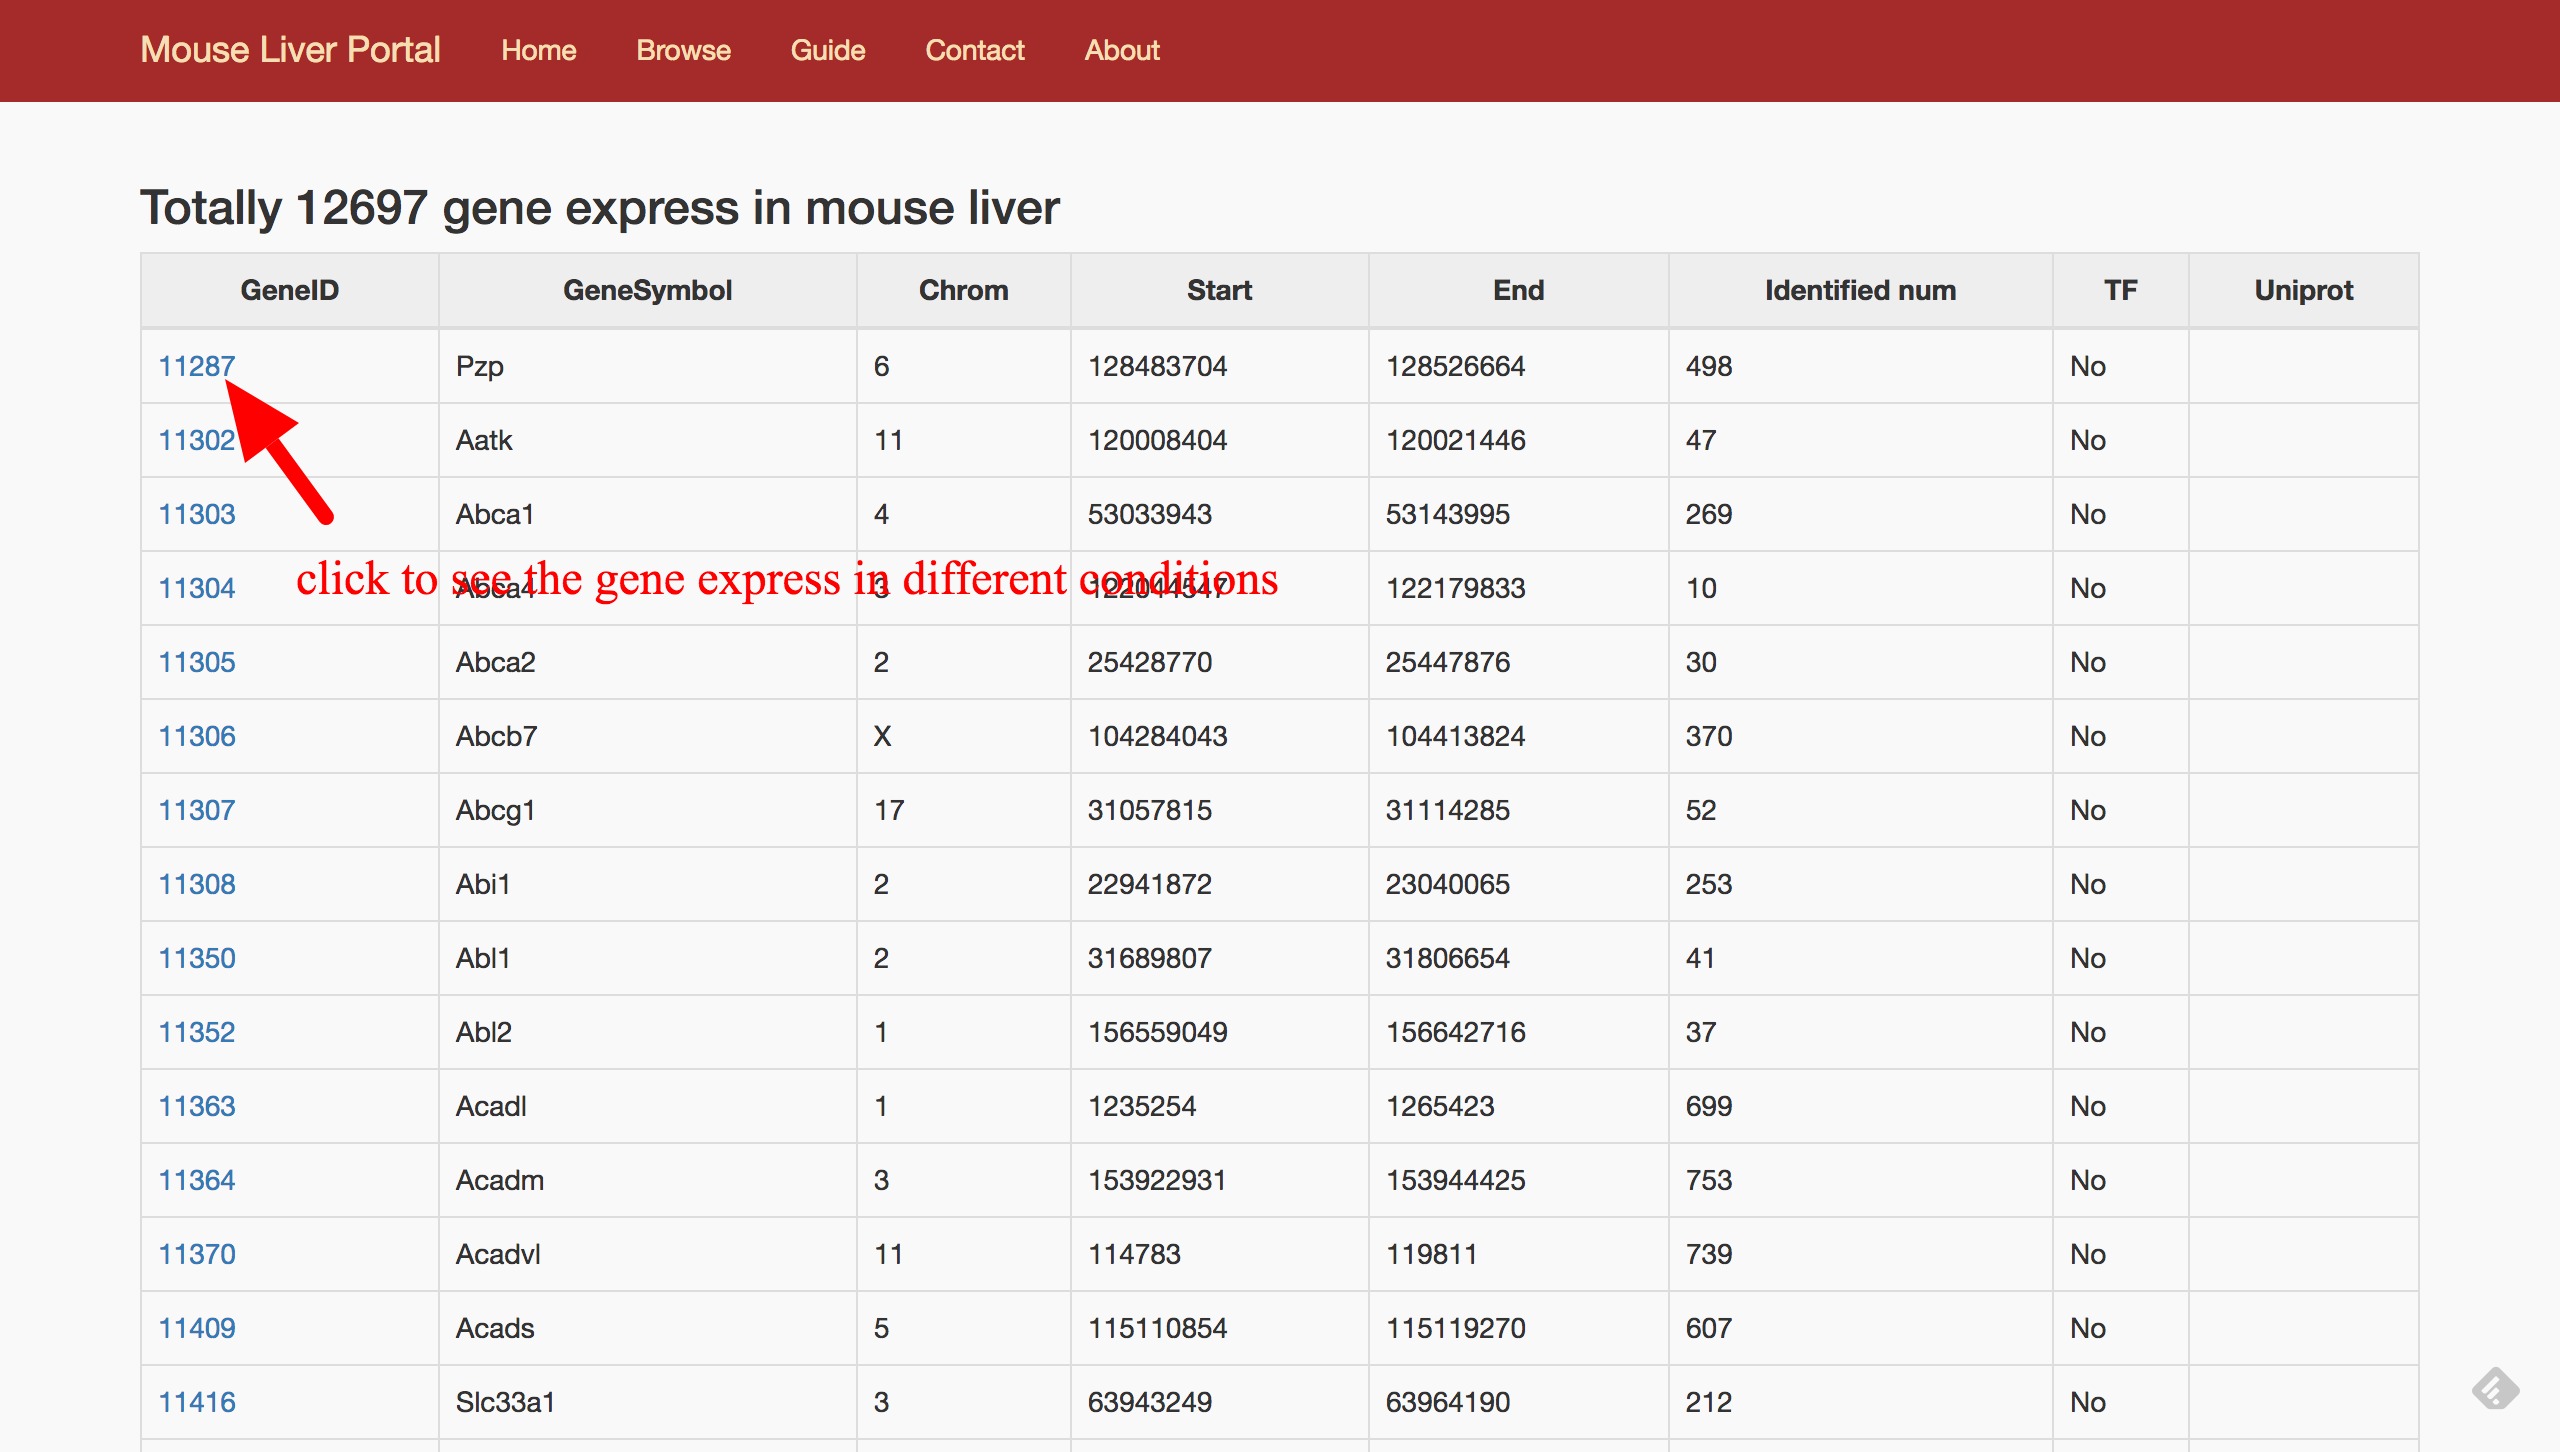 Mouse Liver Portal Home Browse Guide Contact About
Totally 12697 gene express in mouse liver
GeneID GeneSymbol Chrom Start End Identified num TF Uniprot
11287 Pzp 6 128483704 128526664 498 No
11302 Aatk 11 120008404 120021446 47 No
11303 Abca1 4 53033943 53143995 269 No
click to see the gene express in different conditions
11304 Abca4 3 122044547 122179833 10 No
11305 Abca2 2 25428770 25447876 30 No
11306 Abcb7 X 104284043 104413824 370 No
11307 Abcg1 17 31057815 31114285 52 No
11308 Abi1 2 22941872 23040065 253 No
11350 Abl1 2 31689807 31806654 41 No
11352 Abl2 1 156559049 156642716 37 No
11363 Acadl 1 1235254 1265423 699 No
11364 Acadm 3 153922931 153944425 753 No
11370 Acadvl 11 114783 119811 739 No
11409 Acads 5 115110854 115119270 607 No
11416 Slc33a1 3 63943249 63964190 212 No